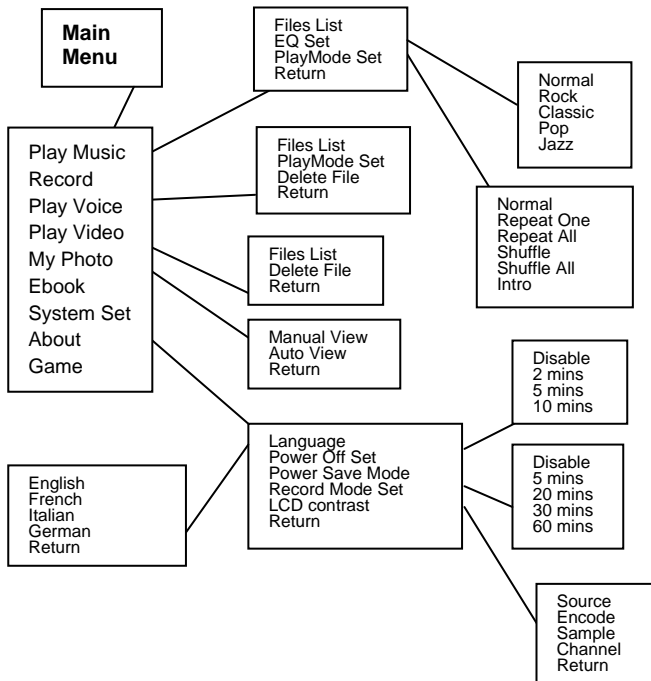 Main
Menu
Files List
EQ Set
PlayMode Set
Return
Normal
Rock
Classic
Pop
Jazz
Play Music
Record
Play Voice
Play Video
My Photo
Ebook
System Set
About
Game
Files List
PlayMode Set
Delete File
Return
Normal
Repeat One
Repeat All
Shuffle
Shuffle All
Intro
Files List
Delete File
Return
Manual View
Auto View
Return
Disable
2 mins
5 mins
10 mins
Language
Power Off Set
Power Save Mode
Record Mode Set
LCD contrast
Return
English
French
Italian
German
Return
Disable
5 mins
20 mins
30 mins
60 mins
Source
Encode
Sample
Channel
Return